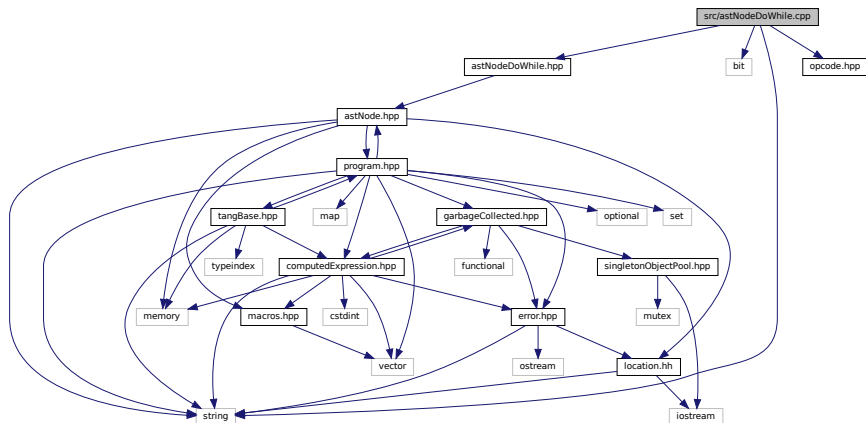 src/astNodeDoWhile.cpp
astNodeDoWhile.hpp
bit
opcode.hpp
astNode.hpp
program.hpp
tangBase.hpp
map
garbageCollected.hpp
optional
set
typeindex
computedExpression.hpp
functional
singletonObjectPool.hpp
memory
macros.hpp
cstdint
error.hpp
mutex
vector
ostream
location.hh
string
iostream